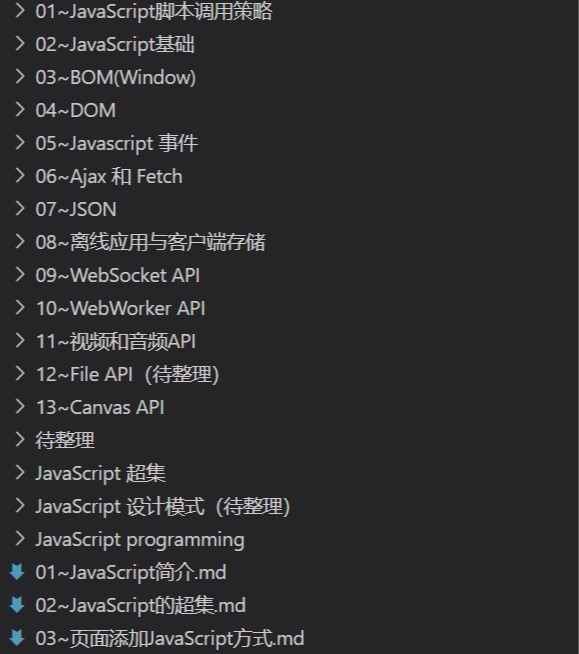 01~JavaScript脚本调用策略
02~JavaScript基础
03~BOM(Window)
04~DOM
05~Javascript 事件
06~Ajax 和 Fetch
07~JSON
08~离线应用与客户端存储
09~WebSocket API
10~WebWorker API
11~视频和音频API
12~File API（待整理）
13~Canvas API
待整理
JavaScript 超集
JavaScript 设计模式（待整理）
JavaScript programming
01~JavaScript简介.md
02~JavaScript的超集.md
03~页面添加JavaScript方式.md